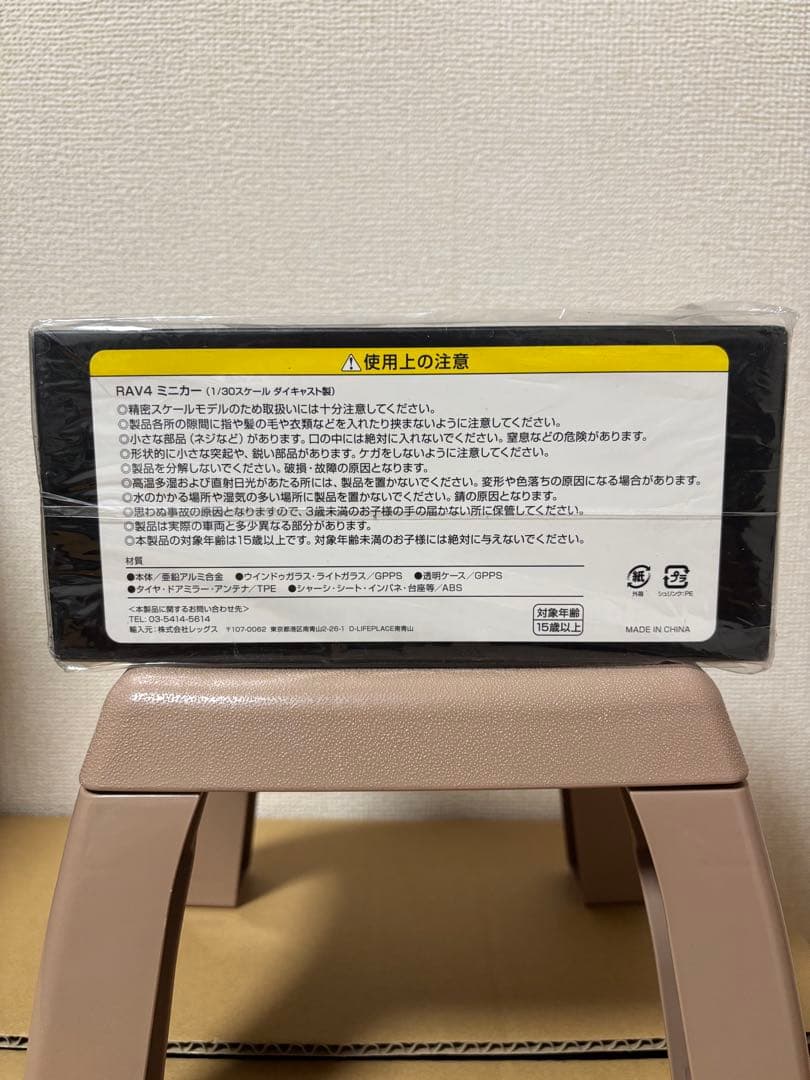 ⚠使用上の注意
RAV4 ミニカー（1/30スケール ダイキャスト製）
◎精密スケールモデルのため取扱いには十分注意してください。
◎製品各所の隙間に指や髪の毛や衣類などを入れたり挟まないように注意してください。
◎小さな部品（ネジなど）があります。口の中には絶対に入れないでください。窒息などの危険があります。
◎形状的に小さな突起や、鋭い部品があります。ケガをしないように注意してください。
◎製品を分解しないでください。破損・故障の原因となります。
◎高温多湿および直射日光があたる所には、製品を置かないでください。変形や色落ちの原因になる場合があります。
◎水のかかる場所や湿気の多い場所に製品を置かないでください。錆の原因となります。
◎思わぬ事故の原因となりますので、3歳未満のお子様の手の届かない所に保管してください。
◎製品は実際の車両と多少異なる部分があります。
◎本製品の対象年齢は15歳以上です。対象年齢未満のお子様には絶対に与えないでください。
材質
●本体/亜鉛アルミ合金 ●ウインドゥガラス・ライトガラス/GPPS ●透明ケース/GPPS
●タイヤ・ドアミラー・アンテナ/TPE ●シャーシ・シート・インパネ・台座等/ABS
紙
外箱
プラ
シュリンク:PE
＜本製品に関するお問い合わせ先＞
TEL: 03-5414-5614
輸入元：株式会社レッグス 〒107-0062 東京都港区南青山2-26-1 D-LIFEPLACE南青山
対象年齢
15歳以上
MADE IN CHINA